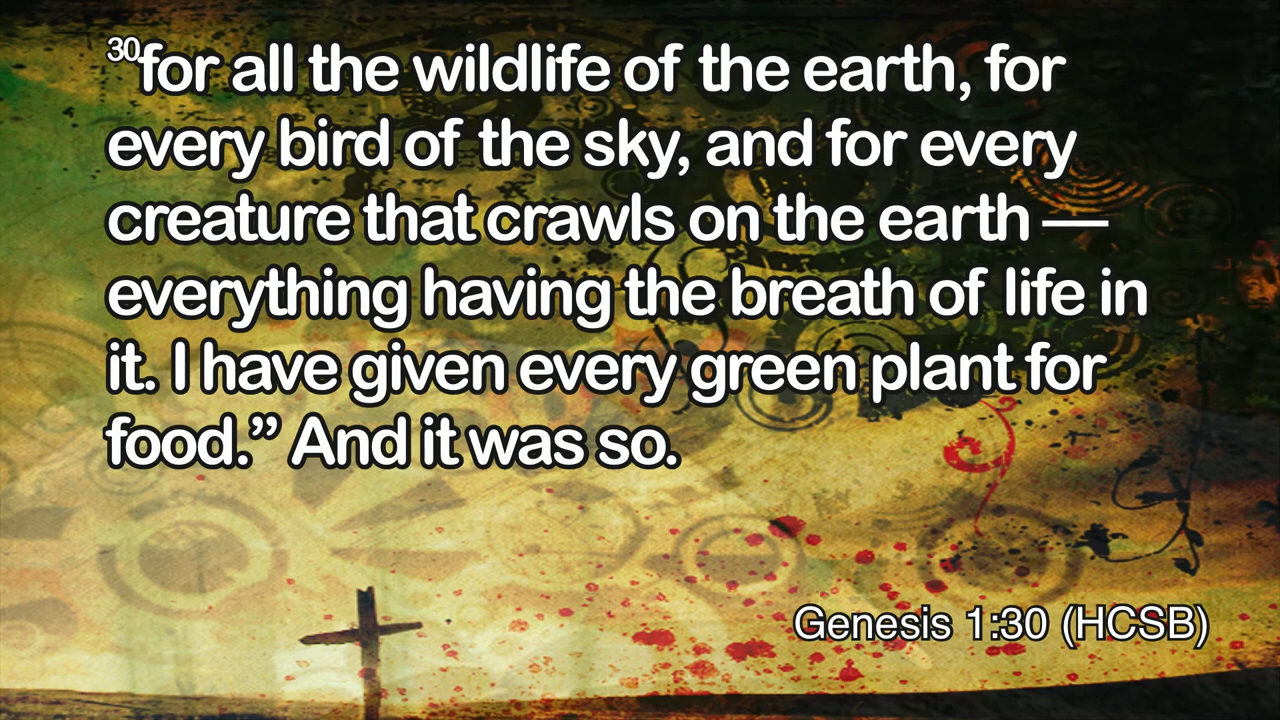 30for all the wildlife of the earth, for
every bird of the sky, and for every
creature that crawls on the earth —
everything having the breath of life in
it. I have given every green plant for
food.” And it was so.
Genesis 1:30 (HCSB)